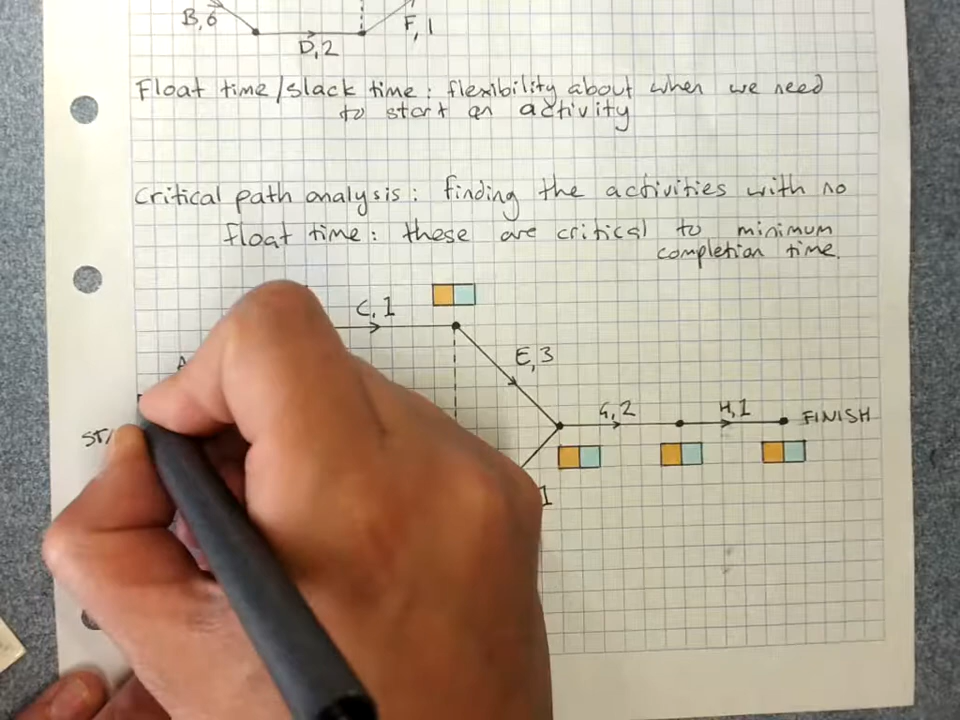 B,6
F,1
D,2
Float time/slack time: flexibility about when we need
to start an activity
Critical path analysis: finding the activities with no
float time: these are critical to minimum
completion time.
C,1
E,3
A
G,2
H,1
FINISH